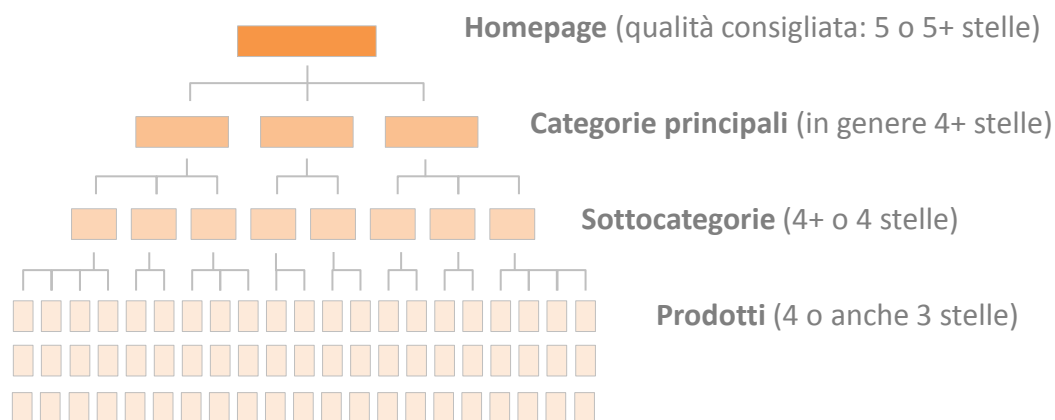 Homepage (qualità consigliata: 5 o 5+ stelle)
Categorie principali (in genere 4+ stelle)
Sottocategorie (4+ o 4 stelle)
Prodotti (4 o anche 3 stelle)